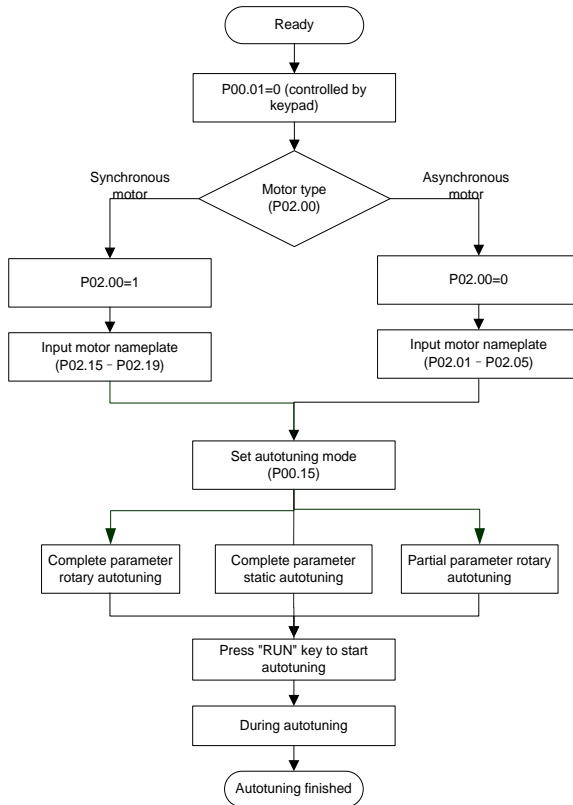 Ready
P00.01=0 (controlled by
keypad)
Synchronous
motor
Motor type
(P02.00)
Asynchronous
motor
P02.00=1
P02.00=0
Input motor nameplate
(P02.15﹣P02.19)
Input motor nameplate
(P02.01﹣P02.05)
Set autotuning mode
(P00.15)
Complete parameter
rotary autotuning
Complete parameter
static autotuning
Partial parameter rotary
autotuning
Press "RUN" key to start
autotuning
During autotuning
Autotuning finished